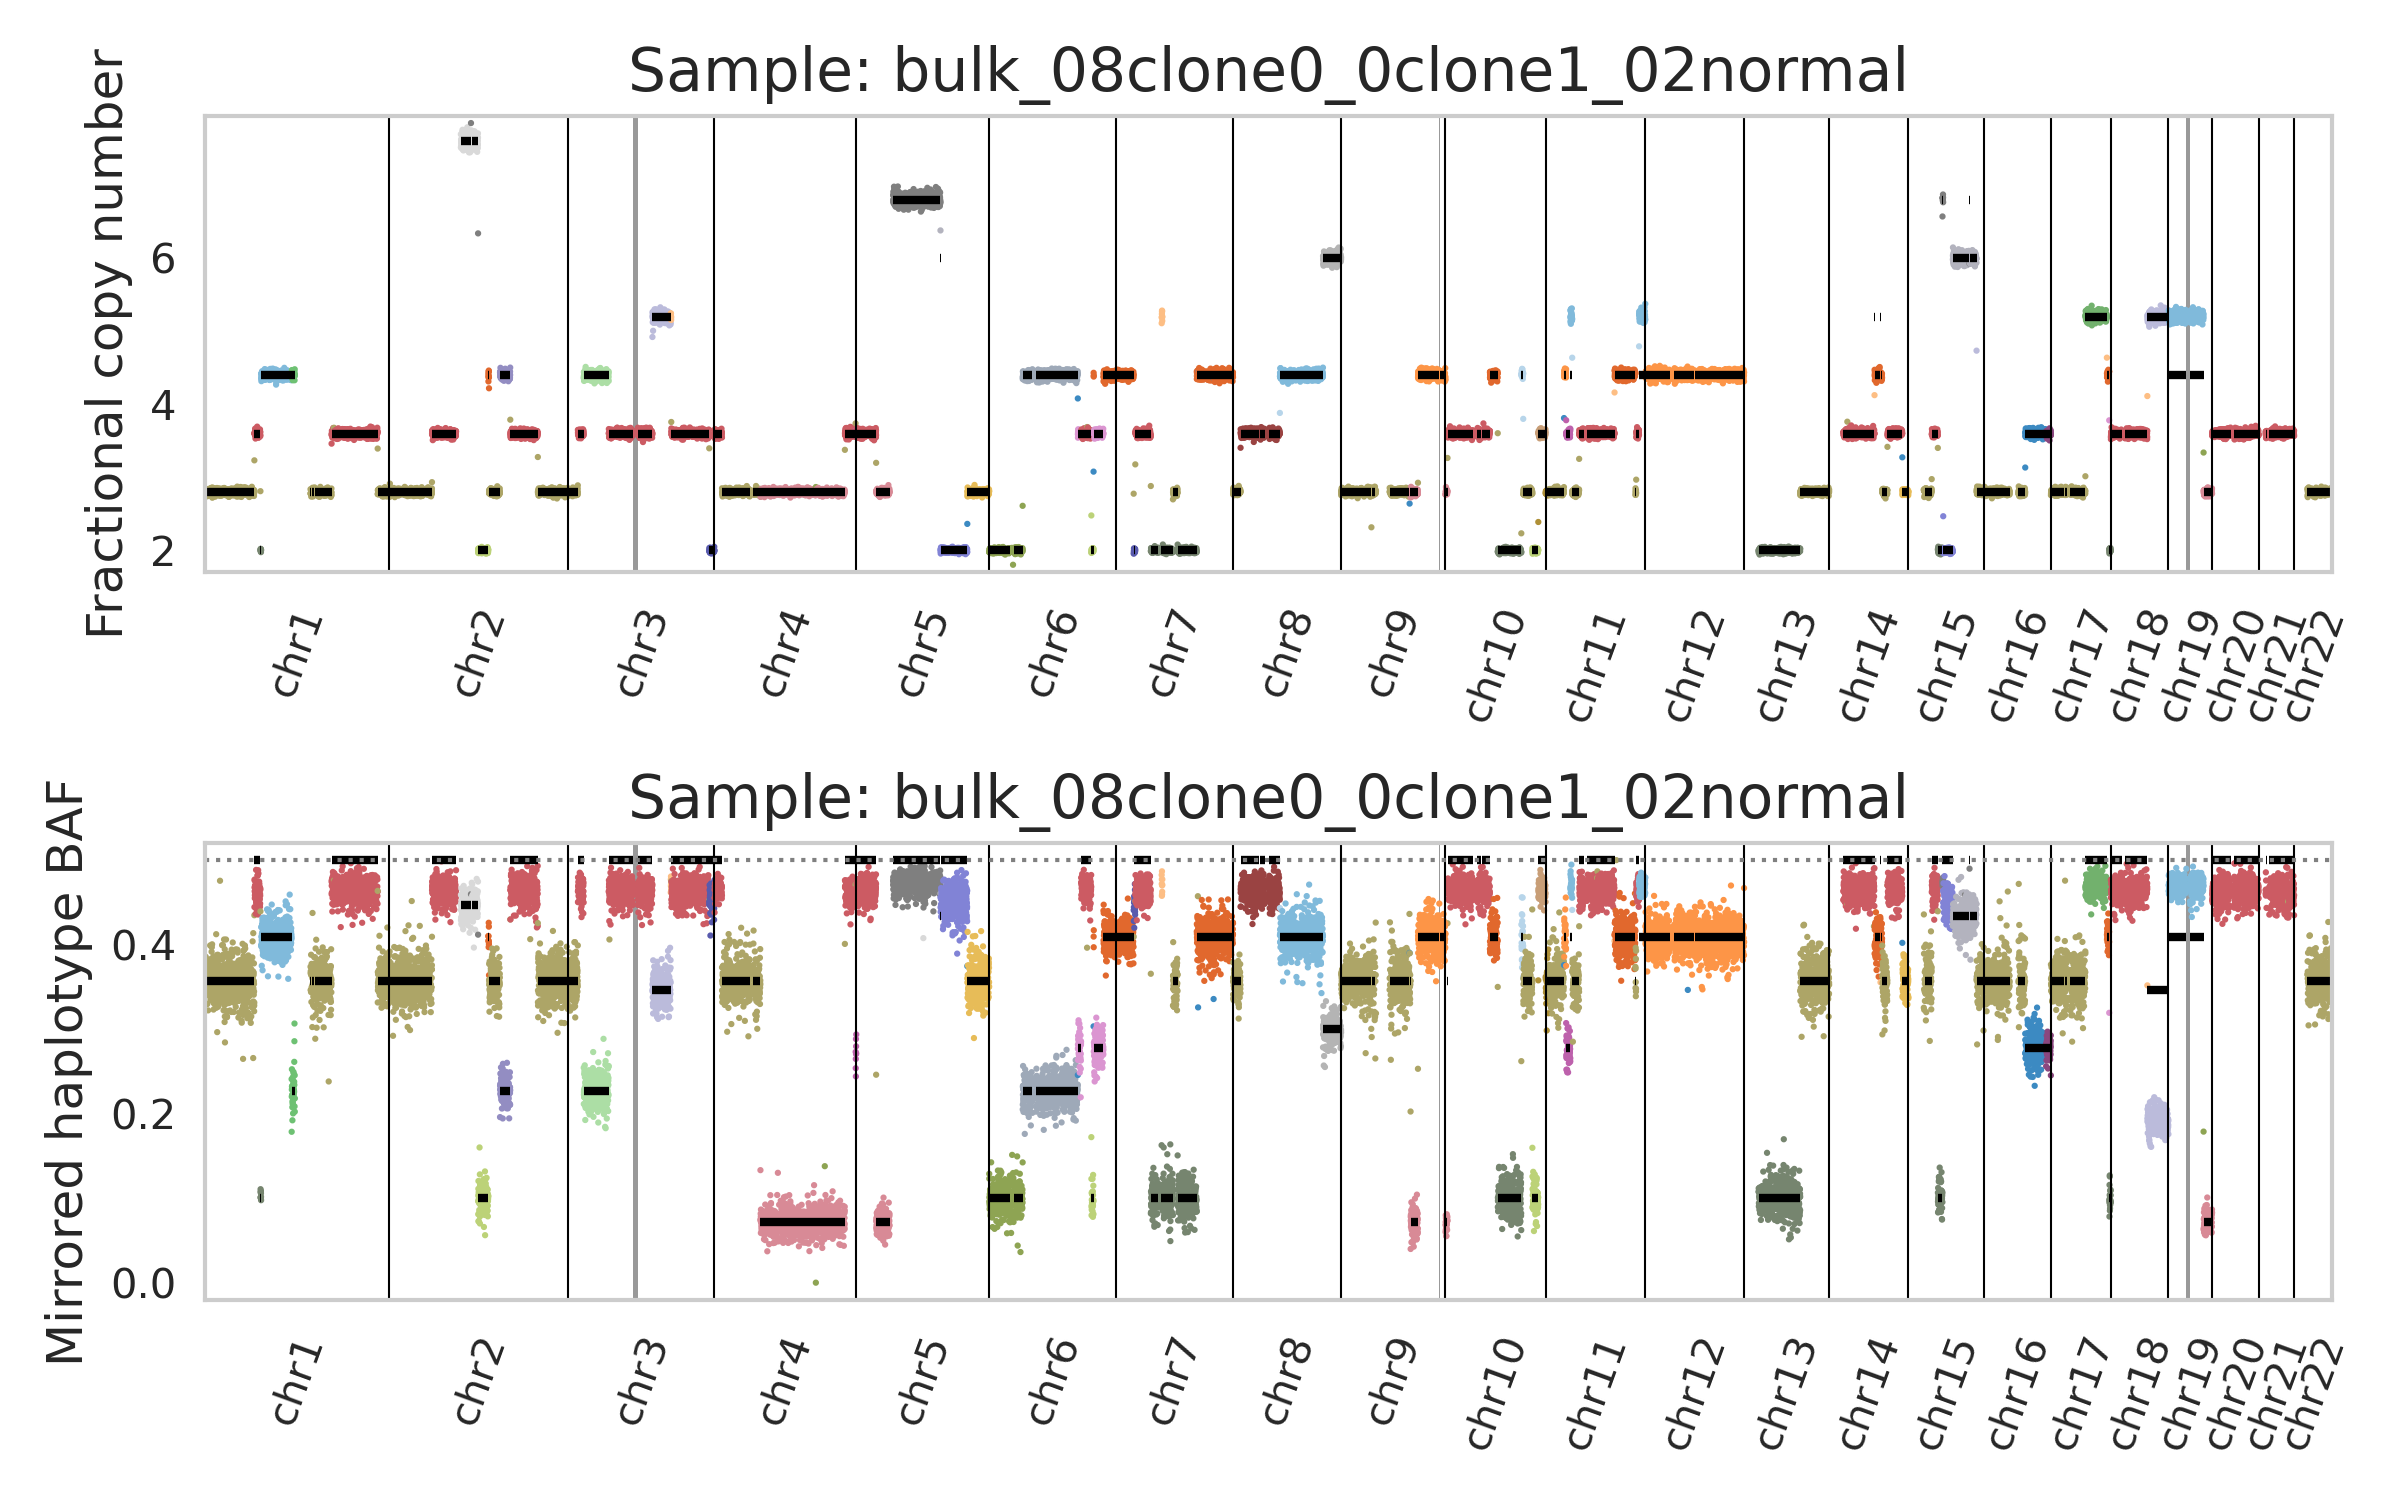 Sample: bulk_08clone0_0clone1_02normal
Fractional copy number
6
4
2
chr1 chr2 chr3 chr4 chr5 chr6 chr7 chr8 chr9 chr10 chr11 chr12 chr13 chr14 chr15 chr16 chr17 chr18 chr19 chr20 chr21 chr22
Sample: bulk_08clone0_0clone1_02normal
Mirrored haplotype BAF
0.4
0.2
0.0
chr1 chr2 chr3 chr4 chr5 chr6 chr7 chr8 chr9 chr10 chr11 chr12 chr13 chr14 chr15 chr16 chr17 chr18 chr19 chr20 chr21 chr22